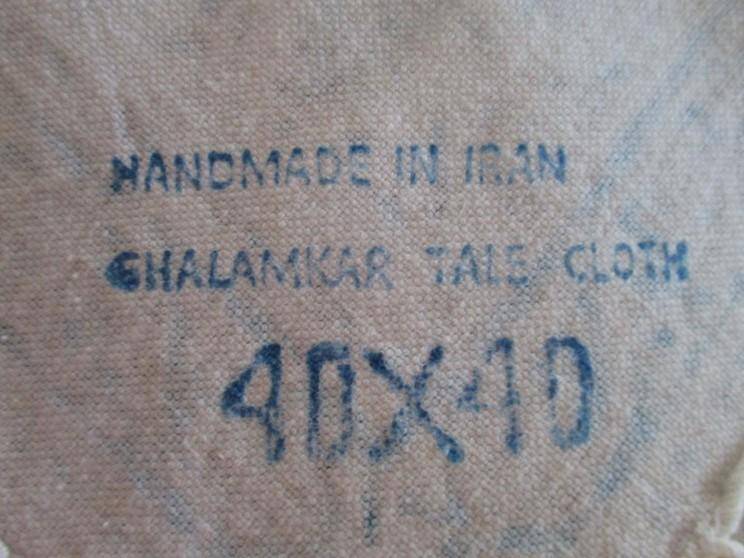 HANDMADE IN IRAN
GHALAMKAR TALE CLOTH
40X40